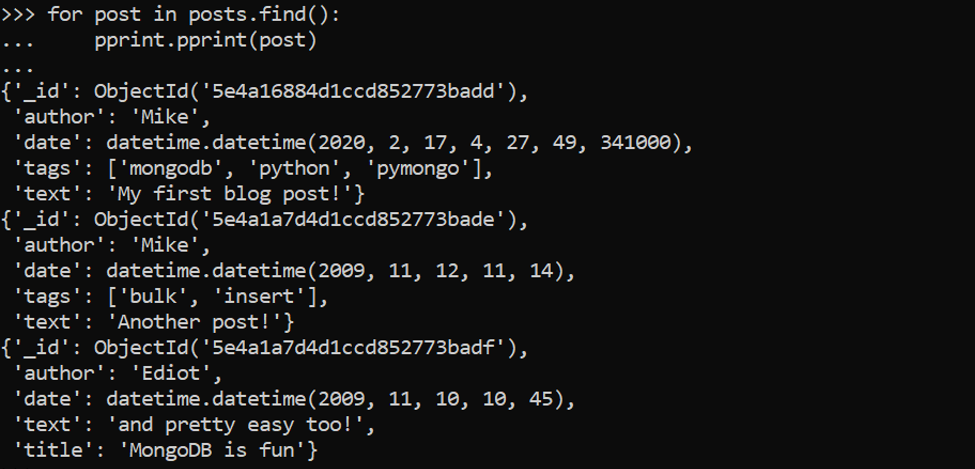 >>> for post in posts.find():
...     pprint.pprint(post)
...
{'_id': ObjectId('5e4a16884d1ccd852773badd'),
 'author': 'Mike',
 'date': datetime.datetime(2020, 2, 17, 4, 27, 49, 341000),
 'tags': ['mongodb', 'python', 'pymongo'],
 'text': 'My first blog post!'}
{'_id': ObjectId('5e4a1a7d4d1ccd852773bade'),
 'author': 'Mike',
 'date': datetime.datetime(2009, 11, 12, 11, 14),
 'tags': ['bulk', 'insert'],
 'text': 'Another post!'}
{'_id': ObjectId('5e4a1a7d4d1ccd852773badf'),
 'author': 'Ediot',
 'date': datetime.datetime(2009, 11, 10, 10, 45),
 'text': 'and pretty easy too!',
 'title': 'MongoDB is fun'}